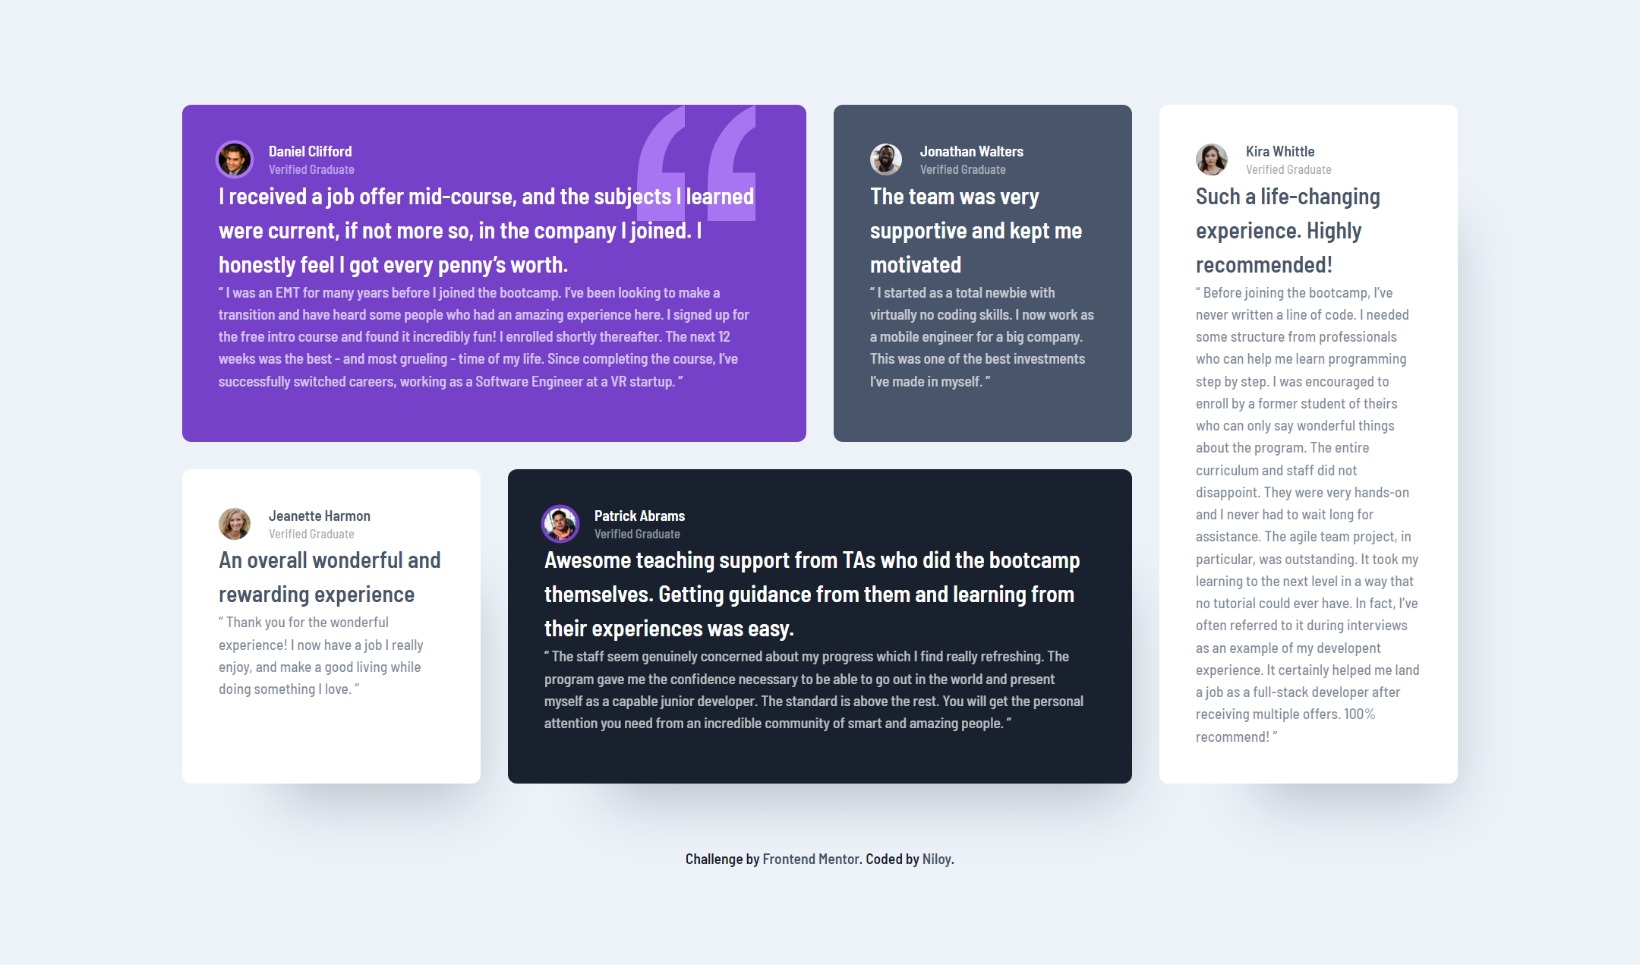 Daniel Clifford
Verified Graduate
I received a job offer mid-course, and the subjects I learned
were current, if not more so, in the company I joined. I
honestly feel I got every penny’s worth.
“ I was an EMT for many years before I joined the bootcamp. I’ve been looking to make a
transition and have heard some people who had an amazing experience here. I signed up for
the free intro course and found it incredibly fun! I enrolled shortly thereafter. The next 12
weeks was the best - and most grueling - time of my life. Since completing the course, I’ve
successfully switched careers, working as a Software Engineer at a VR startup. ”
Jonathan Walters
Verified Graduate
The team was very
supportive and kept me
motivated
“ I started as a total newbie with
virtually no coding skills. I now work as
a mobile engineer for a big company.
This was one of the best investments
I’ve made in myself. ”
Kira Whittle
Verified Graduate
Such a life-changing
experience. Highly
recommended!
“ Before joining the bootcamp, I’ve
never written a line of code. I needed
some structure from professionals
who can help me learn programming
step by step. I was encouraged to
enroll by a former student of theirs
who can only say wonderful things
about the program. The entire
curriculum and staff did not
disappoint. They were very hands-on
and I never had to wait long for
assistance. The agile team project, in
particular, was outstanding. It took my
learning to the next level in a way that
no tutorial could ever have. In fact, I’ve
often referred to it during interviews
as an example of my developent
experience. It certainly helped me land
a job as a full-stack developer after
receiving multiple offers. 100%
recommend! ”
Jeanette Harmon
Verified Graduate
An overall wonderful and
rewarding experience
“ Thank you for the wonderful
experience! I now have a job I really
enjoy, and make a good living while
doing something I love. ”
Patrick Abrams
Verified Graduate
Awesome teaching support from TAs who did the bootcamp
themselves. Getting guidance from them and learning from
their experiences was easy.
“ The staff seem genuinely concerned about my progress which I find really refreshing. The
program gave me the confidence necessary to be able to go out in the world and present
myself as a capable junior developer. The standard is above the rest. You will get the personal
attention you need from an incredible community of smart and amazing people. ”
Challenge by Frontend Mentor. Coded by Niloy.